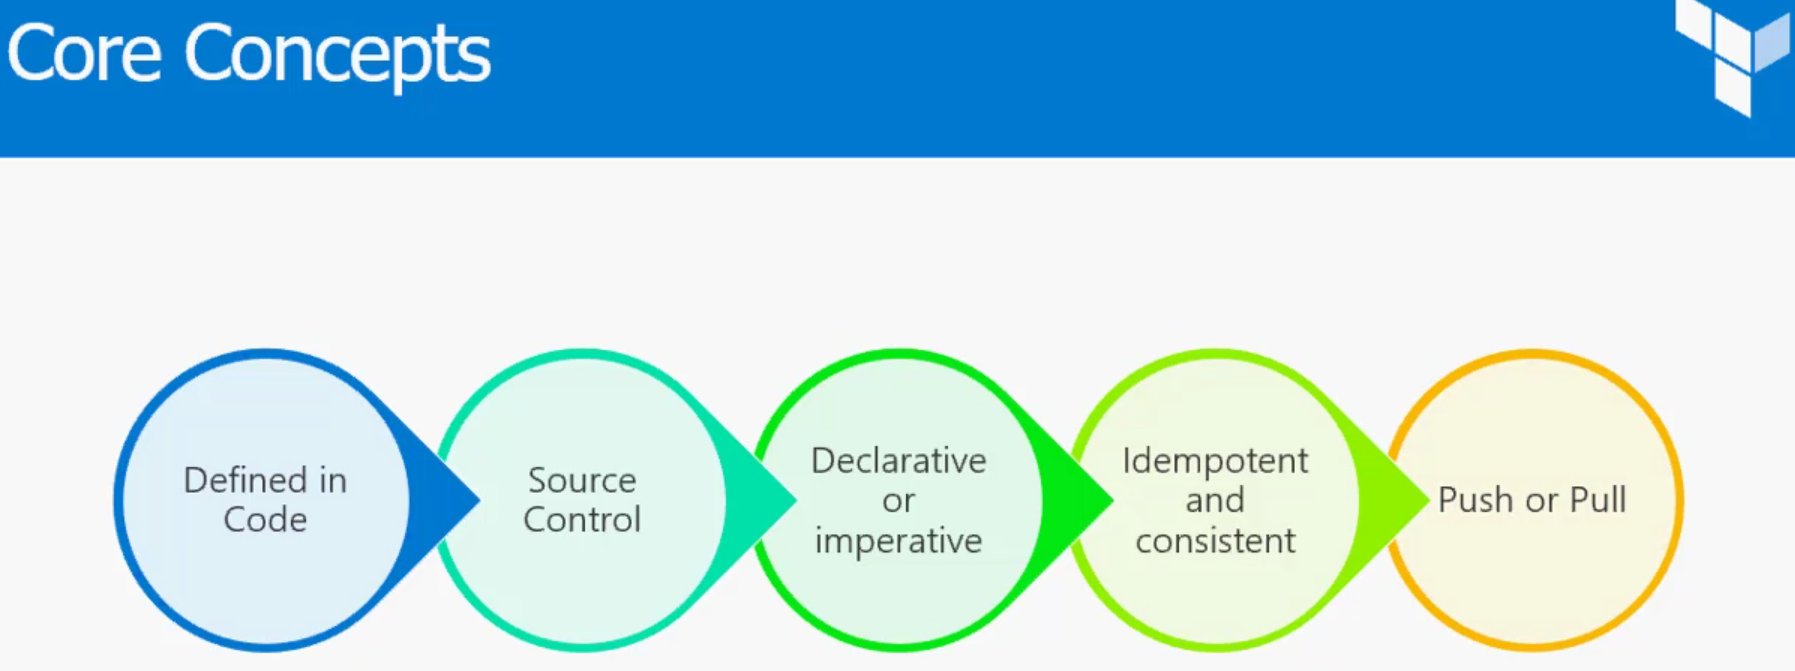 Core Concepts
Defined in
Code
Source
Control
Declarative
or
imperative
Idempotent
and
consistent
Push or Pull